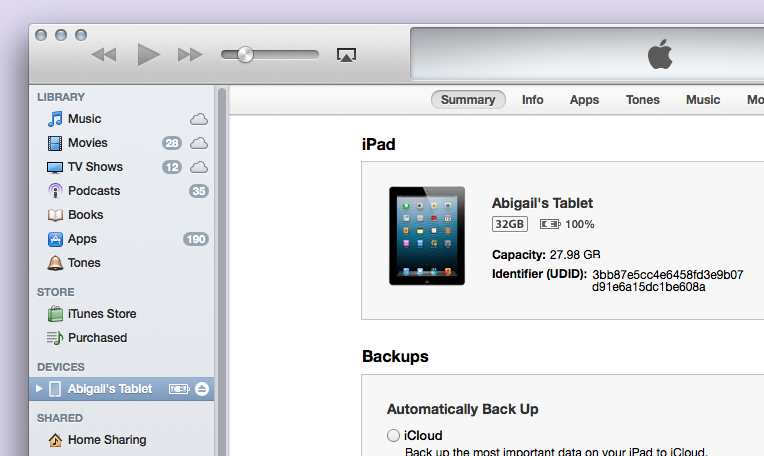 LIBRARY
Music
Movies 28
TV Shows 12
Podcasts 35
Books
Apps 190
Tones
STORE
iTunes Store
Purchased
DEVICES
Abigail's Tablet
SHARED
Home Sharing
Summary Info Apps Tones Music Mo
iPad
Abigail's Tablet
32GB 100%
Capacity: 27.98 GB
Identifier (UDID): 3bb87e5cc4e6458fd3e9b07
d91e6a15dc1be608a
Backups
Automatically Back Up
iCloud
Back up the most important data on your iPad to iCloud.